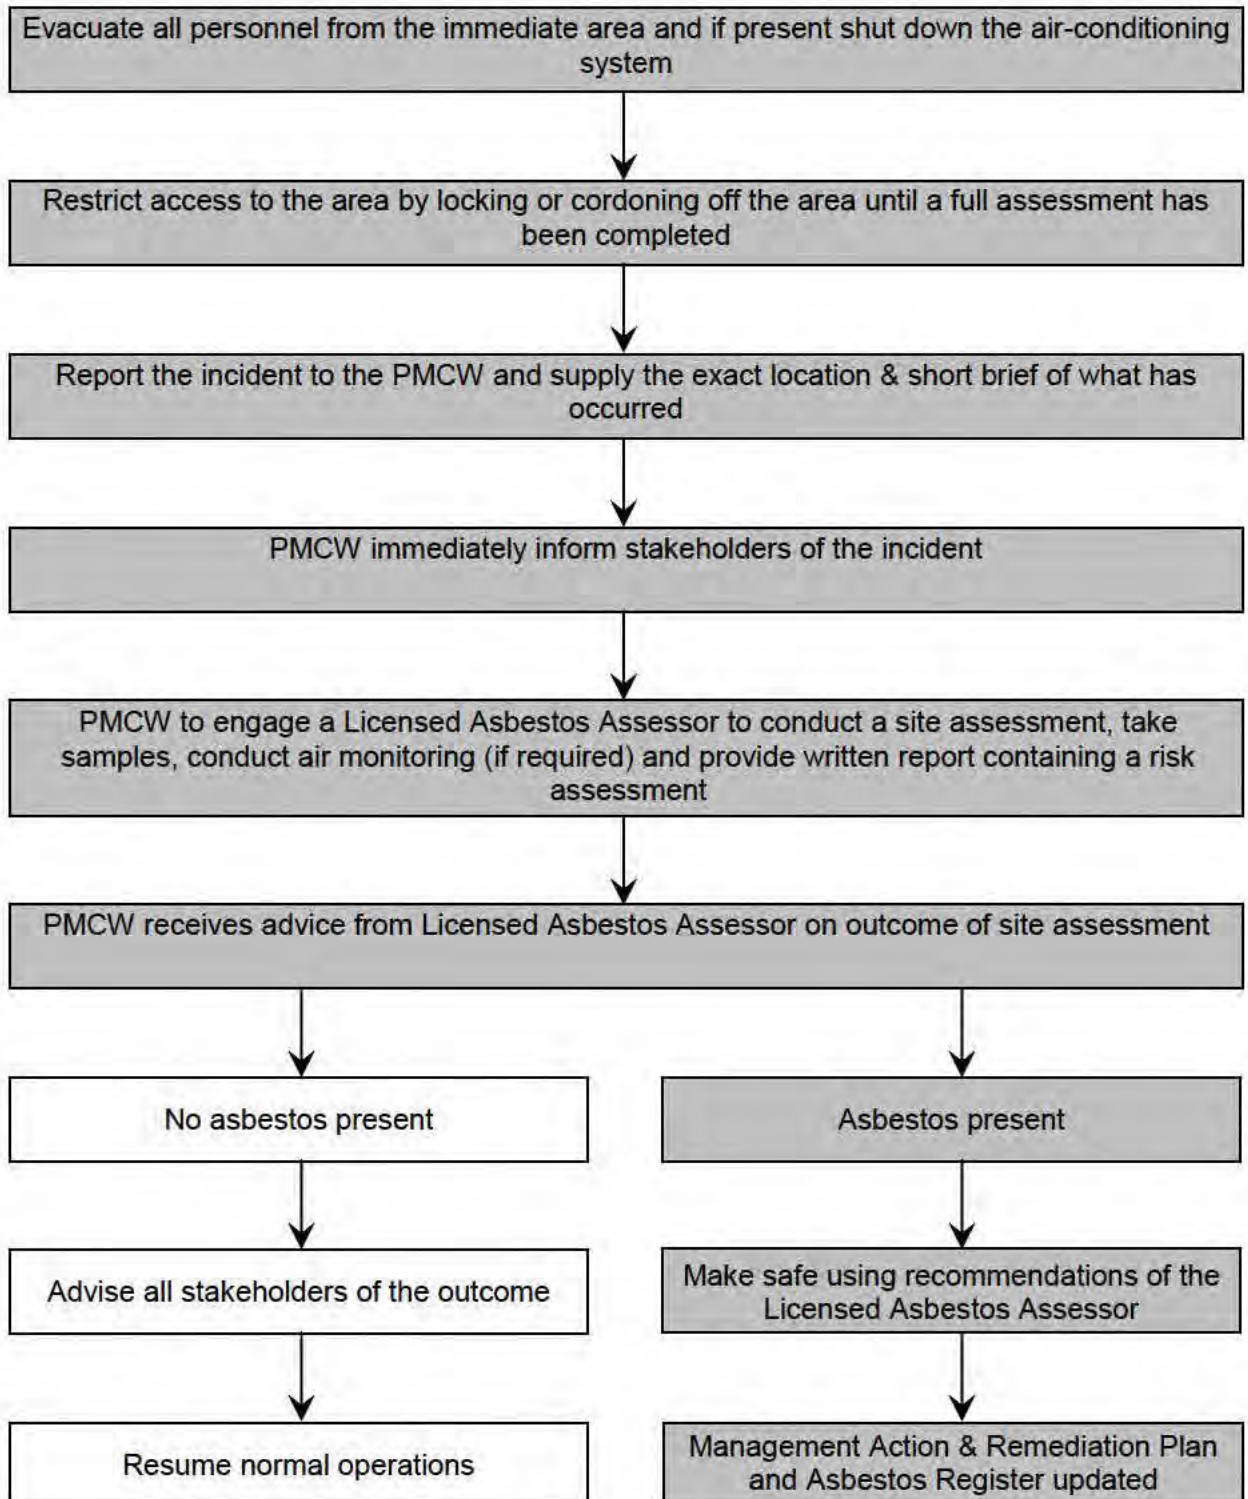 Evacuate all personnel from the immediate area and if present shut down the air-conditioning
system
Restrict access to the area by locking or cordoning off the area until a full assessment has
been completed
Report the incident to the PMCW and supply the exact location & short brief of what has
occurred
PMCW immediately inform stakeholders of the incident
PMCW to engage a Licensed Asbestos Assessor to conduct a site assessment, take
samples, conduct air monitoring (if required) and provide written report containing a risk
assessment
PMCW receives advice from Licensed Asbestos Assessor on outcome of site assessment
No asbestos present
Asbestos present
Advise all stakeholders of the outcome
Make safe using recommendations of the
Licensed Asbestos Assessor
Resume normal operations
Management Action & Remediation Plan
and Asbestos Register updated